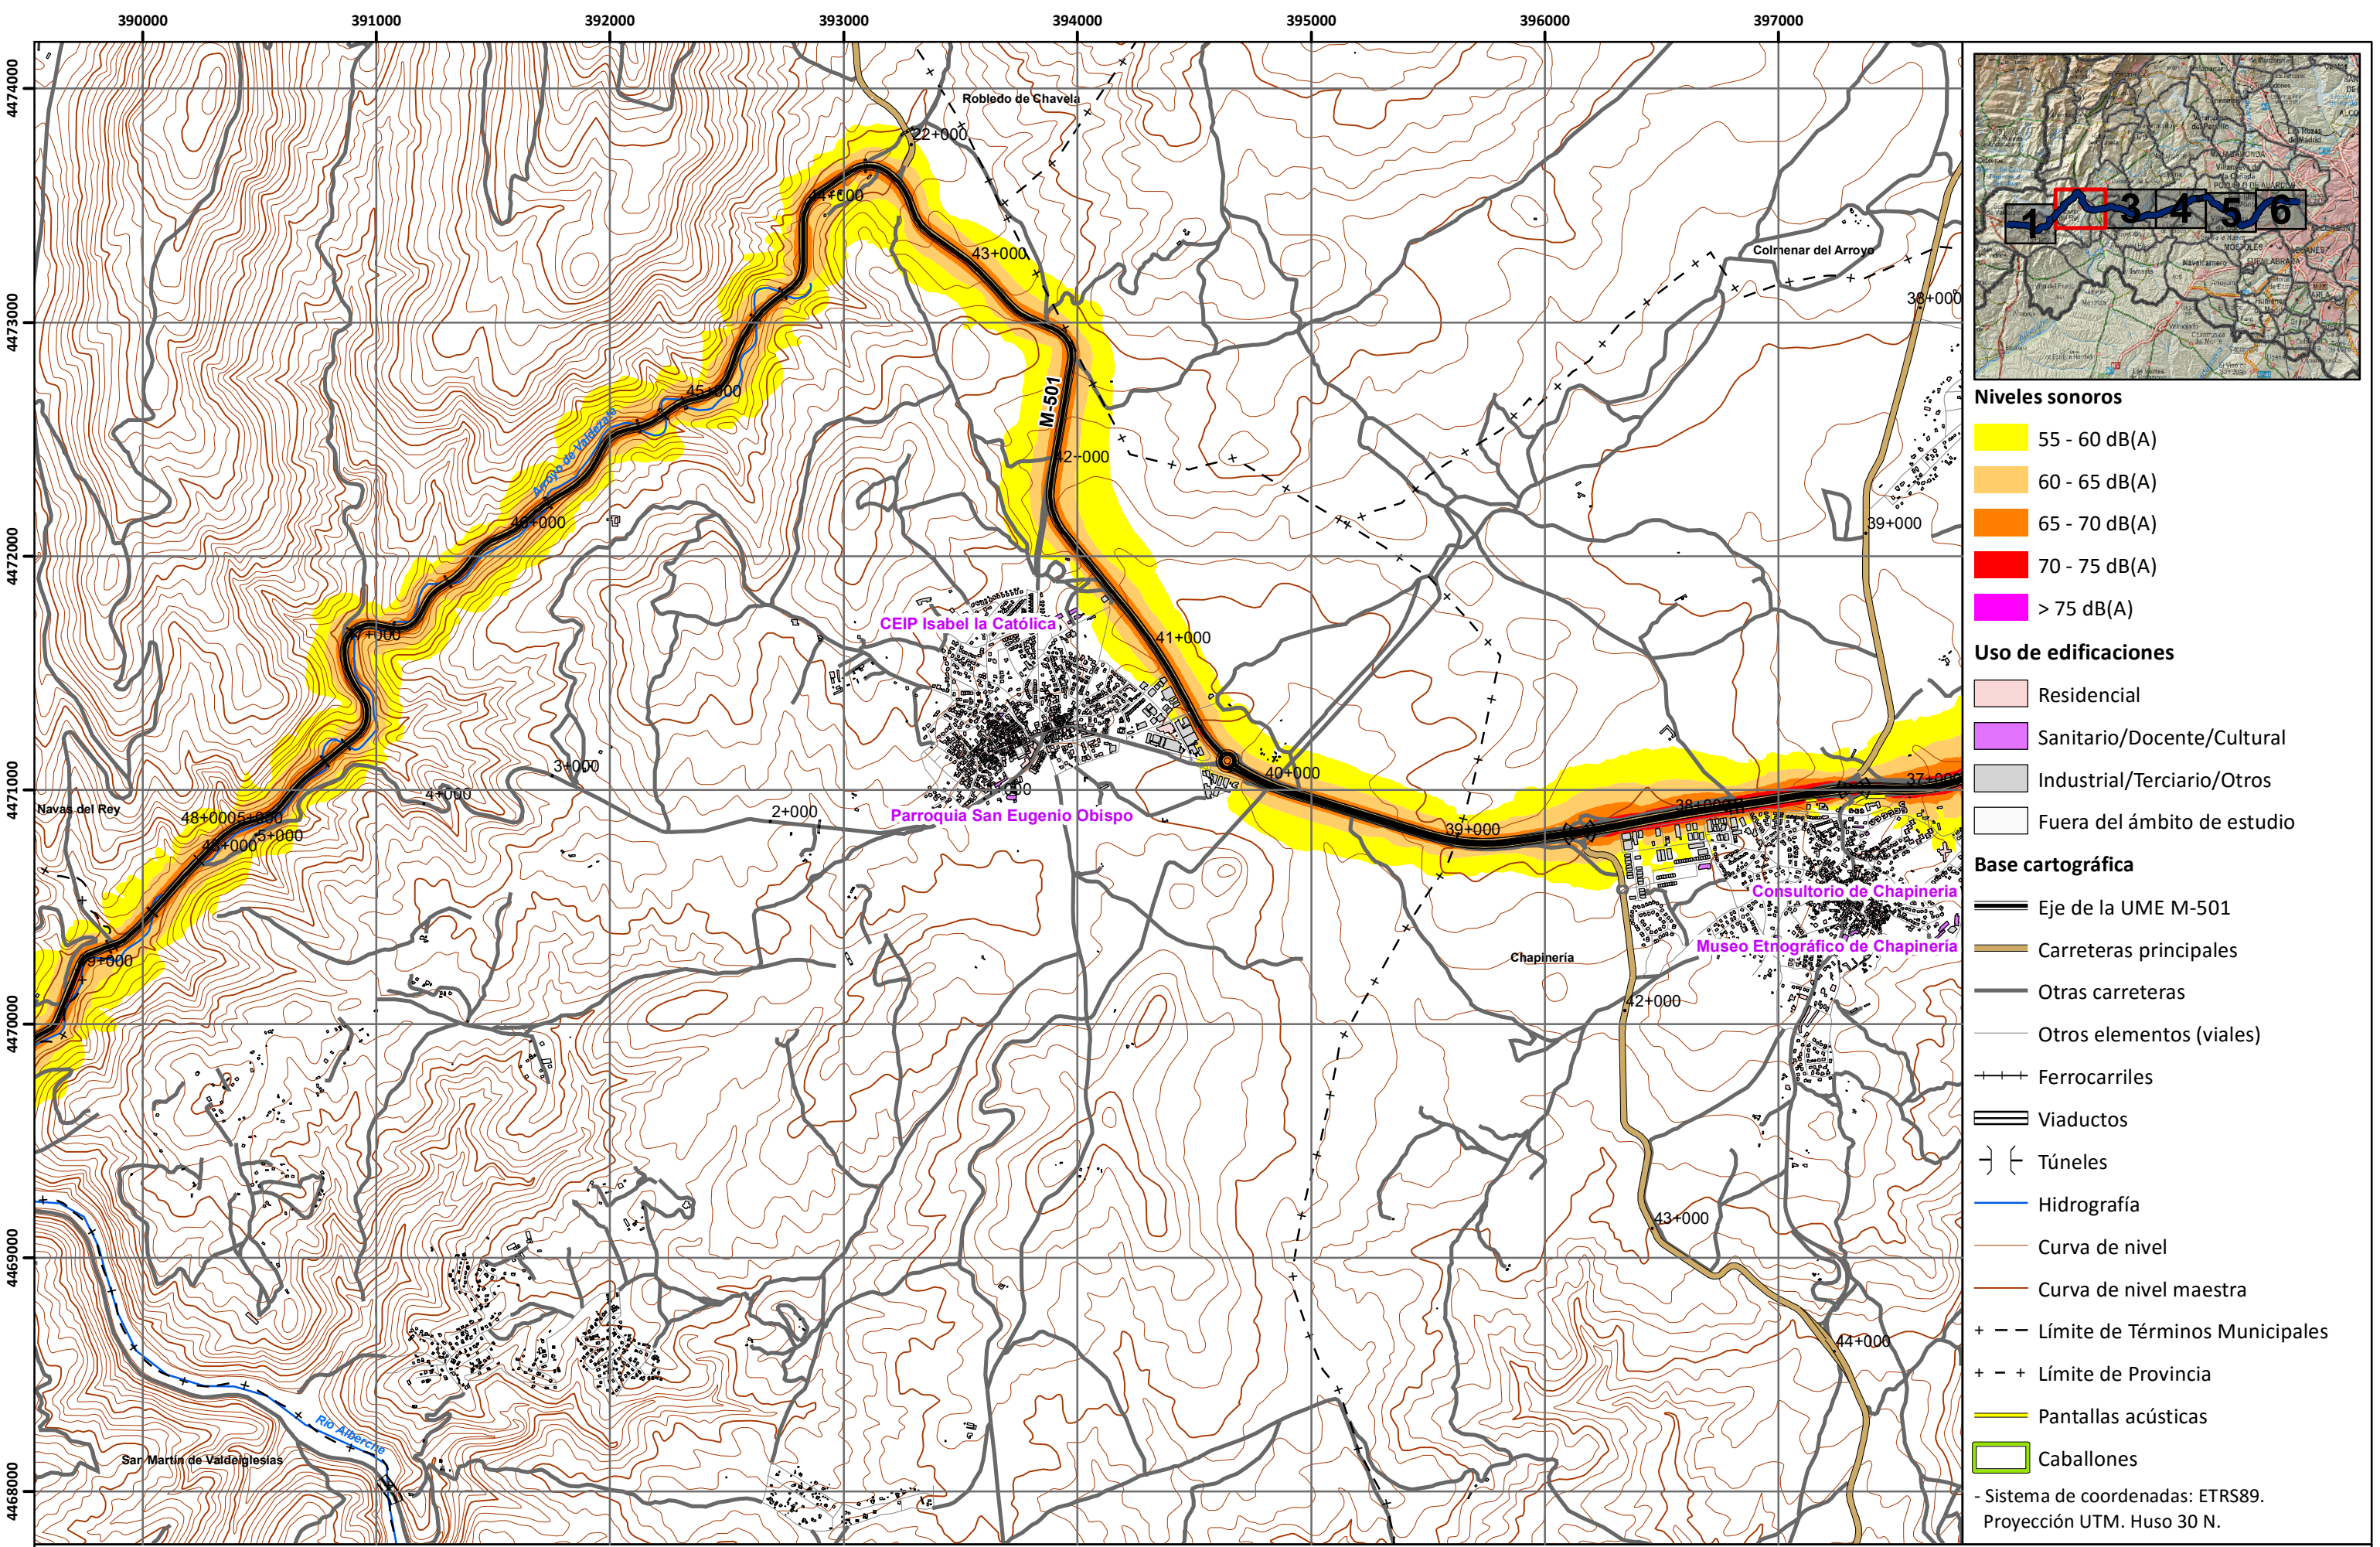 390000 391000 392000 393000 394000 395000 396000 397000
4474000
4473000
4472000
4471000
4470000
4469000
4468000
Robledo de Chavela
22+000
44+000
43+000
Colmenar del Arroyo
38+000
45+000
M-501
42+000
Arroyo de Valdezate
46+000
39+000
CEIP Isabel la Católica
41+000
47+000
40+000
3+000
37+000
4+000
Navas del Rey
2+000
38+000
48+000
5+000
Parroquia San Eugenio Obispo
39+000
5+000
48+000
Consultorio de Chapinería
Museo Etnográfico de Chapinería
Chapinería
49+000
42+000
43+000
44+000
Río Alberche
San Martín de Valdeiglesias
1 3 4 5 6
Niveles sonoros
55 - 60 dB(A)
60 - 65 dB(A)
65 - 70 dB(A)
70 - 75 dB(A)
> 75 dB(A)
Uso de edificaciones
Residencial
Sanitario/Docente/Cultural
Industrial/Terciario/Otros
Fuera del ámbito de estudio
Base cartográfica
Eje de la UME M-501
Carreteras principales
Otras carreteras
Otros elementos (viales)
Ferrocarriles
Viaductos
Túneles
Hidrografía
Curva de nivel
Curva de nivel maestra
Límite de Términos Municipales
Límite de Provincia
Pantallas acústicas
Caballones
- Sistema de coordenadas: ETRS89.
Proyección UTM. Huso 30 N.